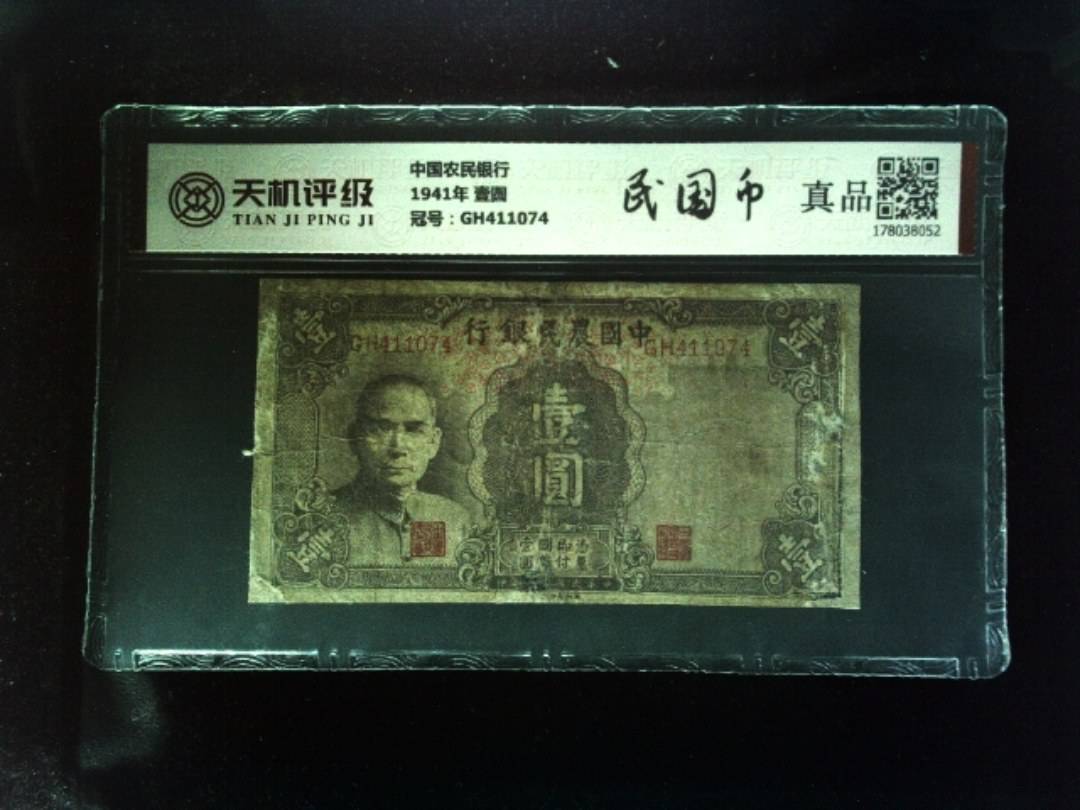 天机评级
TIAN JI PING JI
中国农民银行
1941年 壹圆
冠号：GH411074
民国币
真品
178038052
行銀民農國中
GH411074
GH411074
壹
壹
壹圓
壹
壹